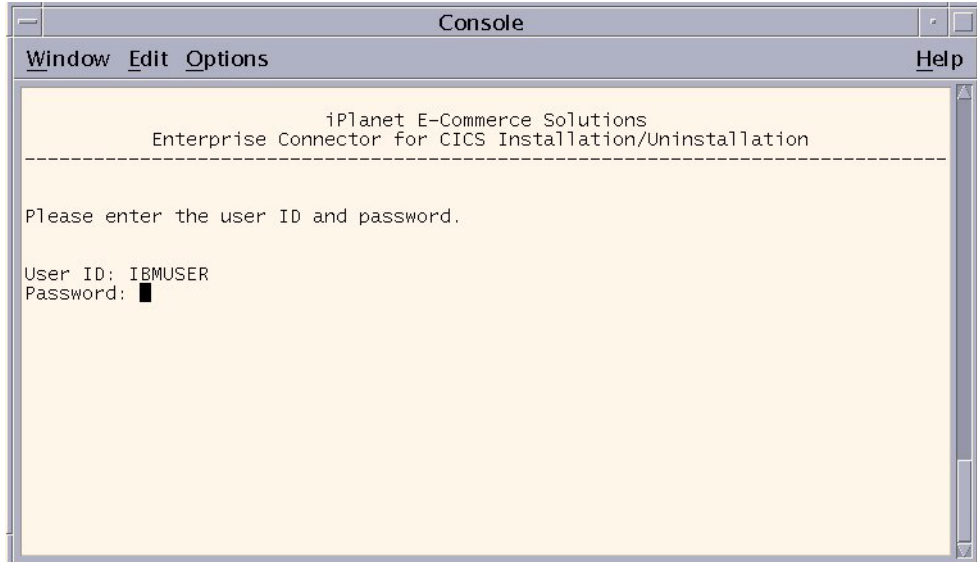 Console
Window Edit Options Help
iPlanet E-Commerce Solutions
Enterprise Connector for CICS Installation/Uninstallation
--------------------------------------------------------------------------------
Please enter the user ID and password.
User ID: IBMUSER
Password: